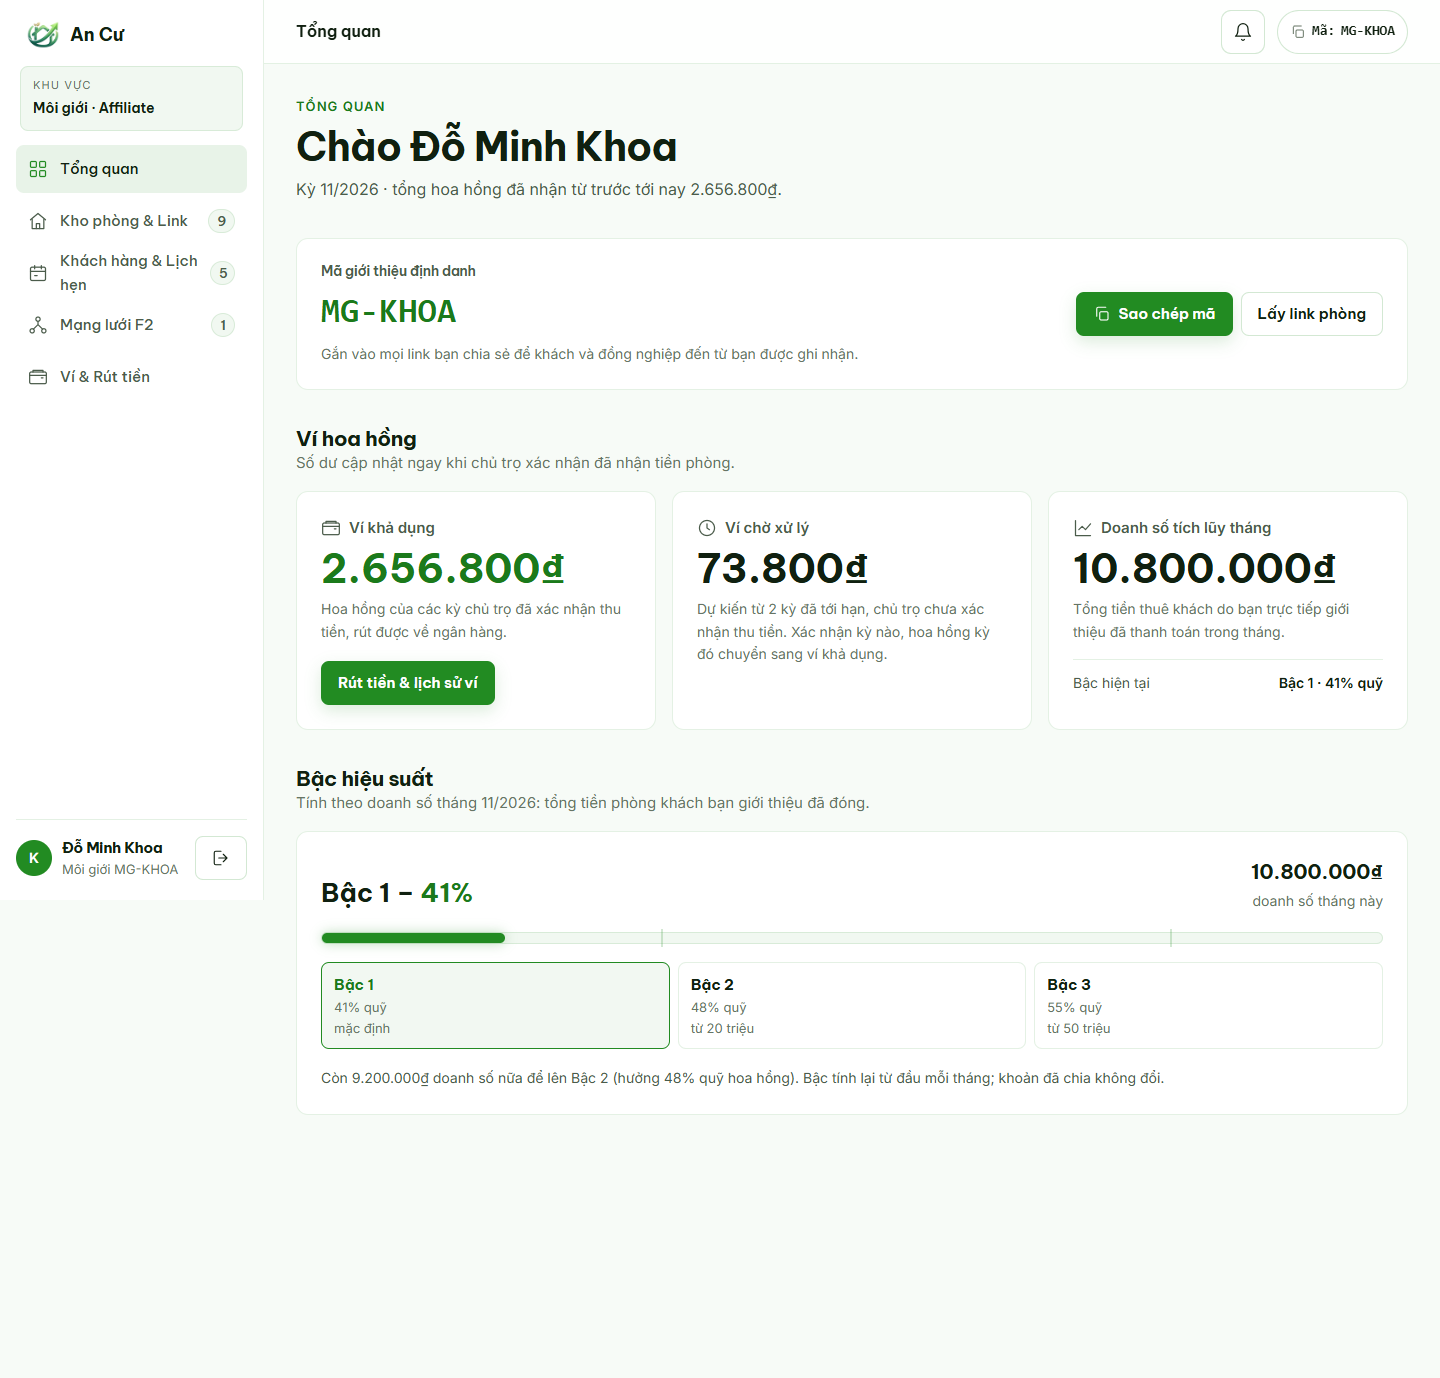 An Cư
KHU VỰC
Môi giới · Affiliate
Tổng quan
Kho phòng & Link 9
Khách hàng & Lịch
hẹn 5
Mạng lưới F2 1
Ví & Rút tiền
K
Đỗ Minh Khoa
Môi giới MG-KHOA
Tổng quan
Mã: MG-KHOA
TỔNG QUAN
Chào Đỗ Minh Khoa
Kỳ 11/2026 · tổng hoa hồng đã nhận từ trước tới nay 2.656.800₫.
Mã giới thiệu định danh
MG-KHOA
Gắn vào mọi link bạn chia sẻ để khách và đồng nghiệp đến từ bạn được ghi nhận.
Sao chép mã
Lấy link phòng
Ví hoa hồng
Số dư cập nhật ngay khi chủ trọ xác nhận đã nhận tiền phòng.
Ví khả dụng
2.656.800₫
Hoa hồng của các kỳ chủ trọ đã xác nhận thu
tiền, rút được về ngân hàng.
Rút tiền & lịch sử ví
Ví chờ xử lý
73.800₫
Dự kiến từ 2 kỳ đã tới hạn, chủ trọ chưa xác
nhận thu tiền. Xác nhận kỳ nào, hoa hồng kỳ
đó chuyển sang ví khả dụng.
Doanh số tích lũy tháng
10.800.000₫
Tổng tiền thuê khách do bạn trực tiếp giới
thiệu đã thanh toán trong tháng.
Bậc hiện tại
Bậc 1 · 41% quỹ
Bậc hiệu suất
Tính theo doanh số tháng 11/2026: tổng tiền phòng khách bạn giới thiệu đã đóng.
Bậc 1 – 41%
10.800.000₫
doanh số tháng này
Bậc 1
41% quỹ
mặc định
Bậc 2
48% quỹ
từ 20 triệu
Bậc 3
55% quỹ
từ 50 triệu
Còn 9.200.000₫ doanh số nữa để lên Bậc 2 (hưởng 48% quỹ hoa hồng). Bậc tính lại từ đầu mỗi tháng; khoản đã chia không đổi.